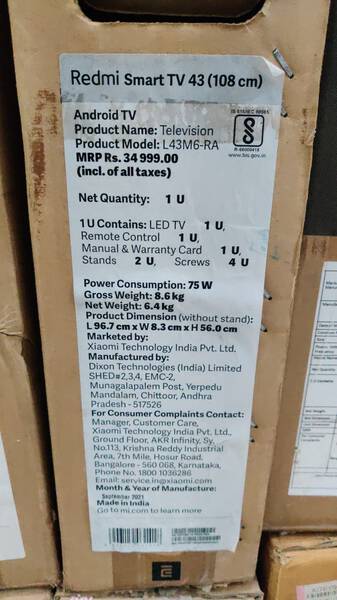 Redmi Smart TV 43 (108 cm)
Android TV
Product Name: Television
Product Model: L43M6-RA
MRP Rs. 34 999.00
(incl. of all taxes)
www.bis.gov.in
Net Quantity: 1 U
1 U Contains: LED TV 1 U,
Remote Control 1 U,
Manual & Warranty Card 1 U,
Stands 2 U, Screws 4 U
Power Consumption: 75 W
Gross Weight: 8.6 kg
Net Weight: 6.4 kg
Product Dimension (without stand):
L 96.7 cm x W 8.3 cm x H 56.0 cm
Marketed by:
Xiaomi Technology India Pvt. Ltd.
Manufactured by:
Dixon Technologies (India) Limited
SHED#2,3,4, EMC-2,
Munagalapalem Post, Yerpedu
Mandalam, Chittoor, Andhra
Pradesh - 517526
For Consumer Complaints Contact:
Manager, Customer Care,
Xiaomi Technology India Pvt. Ltd.,
Ground Floor, AKR Infinity, Sy.
No.113, Krishna Reddy Industrial
Area, 7th Mile, Hosur Road,
Bangalore - 560 068, Karnataka,
Phone No. 1800 1036286
Email: service.in@xiaomi.com
Month & Year of Manufacture:
September 2021
Made in India
Go to mi.com to learn more